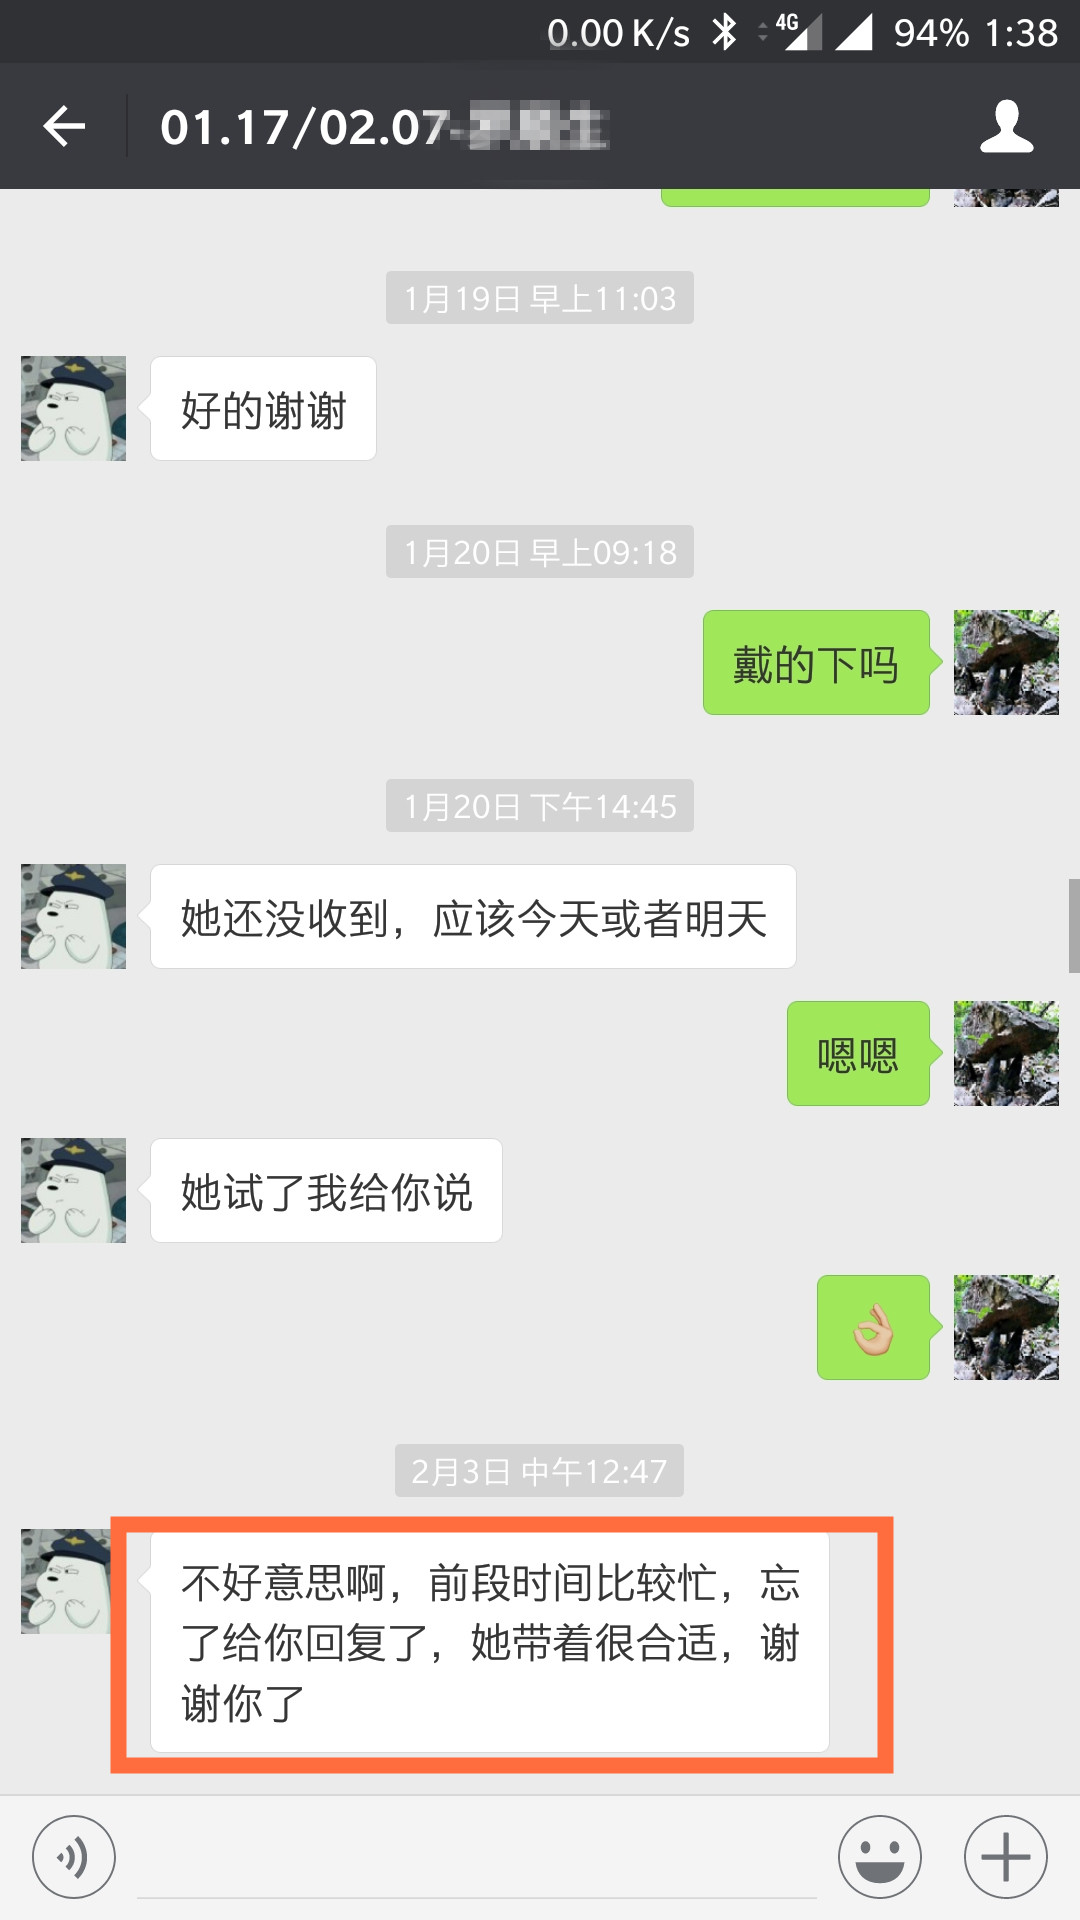 0.00 K/s 4G 94% 1:38
01.17/02.07-
1月19日 早上11:03
好的谢谢
1月20日 早上09:18
戴的下吗
1月20日 下午14:45
她还没收到，应该今天或者明天
嗯嗯
她试了我给你说
👌🏼
2月3日 中午12:47
不好意思啊，前段时间比较忙，忘
了给你回复了，她带着很合适，谢
谢你了